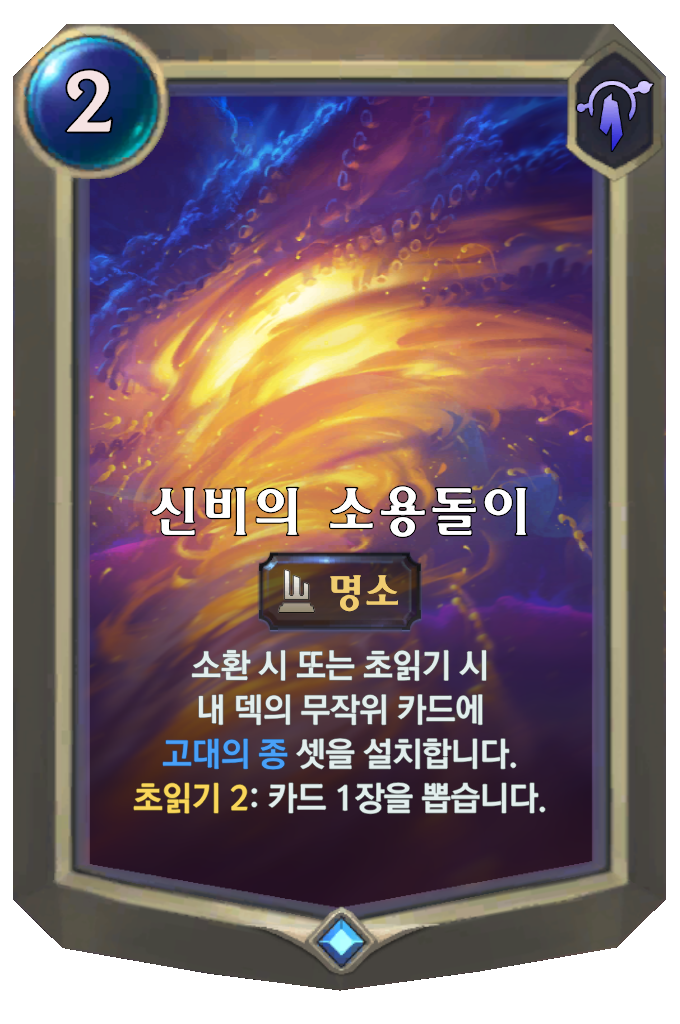 2
신비의 소용돌이
명소
소환 시 또는 초읽기 시
내 덱의 무작위 카드에
고대의 종 셋을 설치합니다.
초읽기 2: 카드 1장을 뽑습니다.